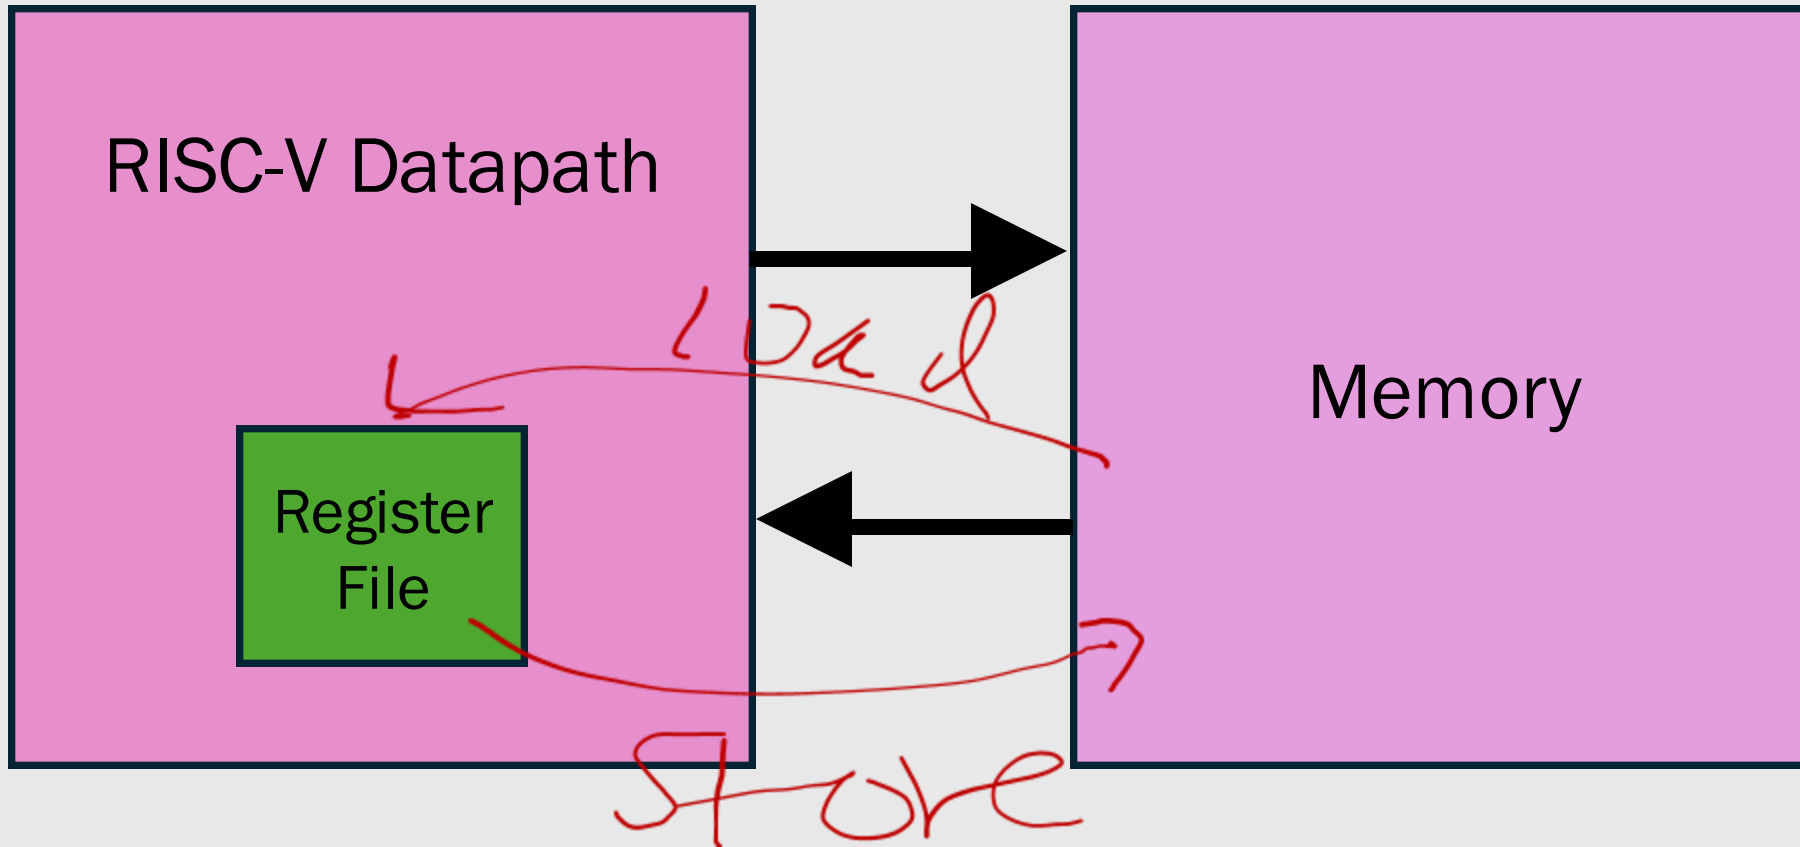 RISC-V Datapath
load
Memory
Register
File
store